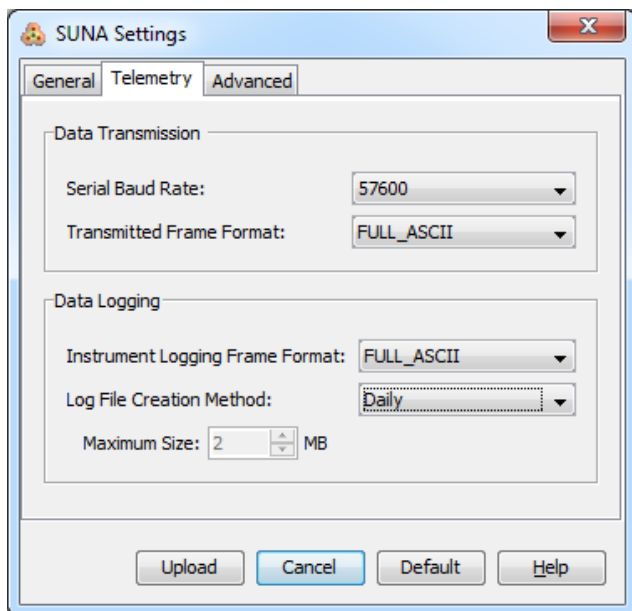 SUNA Settings
General Telemetry Advanced
Data Transmission
Serial Baud Rate: 57600
Transmitted Frame Format: FULL_ASCII
Data Logging
Instrument Logging Frame Format: FULL_ASCII
Log File Creation Method: Daily
Maximum Size: 2 MB
Upload Cancel Default Help